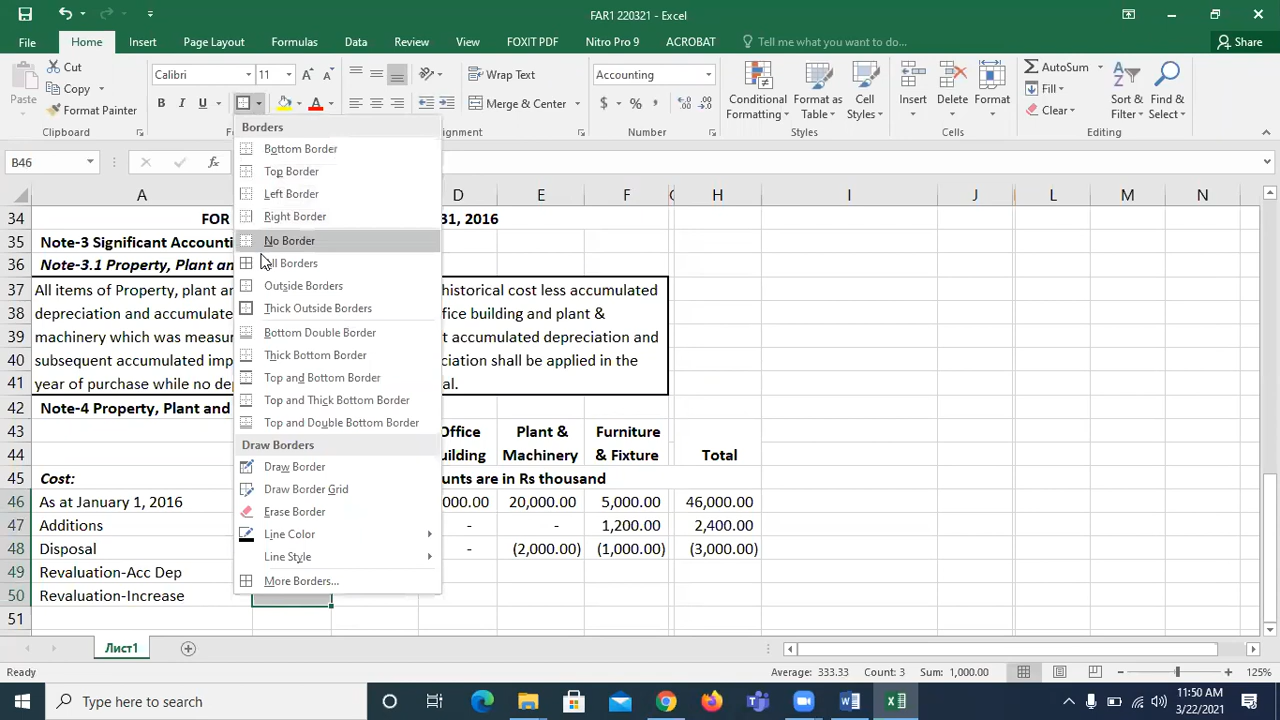 FAR1 220321 - Excel
File Home Insert Page Layout Formulas Data Review View FOXIT PDF Nitro Pro 9 ACROBAT Tell me what you want to do... Share
Paste
Cut
Copy
Format Painter
Clipboard
Calibri 11
B I U
Wrap Text
Merge & Center
Accounting
$ % ,
Number
Conditional Formatting
Format as Table
Cell Styles
Styles
Insert
Delete
Format
Cells
AutoSum
Fill
Clear
Sort & Filter
Find & Select
Editing
B46 fx
Borders
Bottom Border
Top Border
Left Border
Right Border
No Border
Borders
Outside Borders
Thick Outside Borders
Bottom Double Border
Thick Bottom Border
Top and Bottom Border
Top and Thick Bottom Border
Top and Double Bottom Border
Draw Borders
Draw Border
Draw Border Grid
Erase Border
Line Color
Line Style
More Borders...
A D E F H I J L M N
34 FOR 31, 2016
35 Note-3 Significant Accounti
36 Note-3.1 Property, Plant an
37 All items of Property, plant ar historical cost less accumulated
38 depreciation and accumulate fice building and plant &
39 machinery which was measur t accumulated depreciation and
40 subsequent accumulated imp ciation shall be applied in the
41 year of purchase while no de al.
42 Note-4 Property, Plant and
43 Office Plant & Furniture
44 ilding Machinery & Fixture Total
45 Cost: unts are in Rs thousand
46 As at January 1, 2016 000.00 20,000.00 5,000.00 46,000.00
47 Additions - - 1,200.00 2,400.00
48 Disposal - (2,000.00) (1,000.00) (3,000.00)
49 Revaluation-Acc Dep
50 Revaluation-Increase
51
Лист1
Ready Average: 333.33 Count: 3 Sum: 1,000.00 125%
Type here to search
11:50 AM
3/22/2021